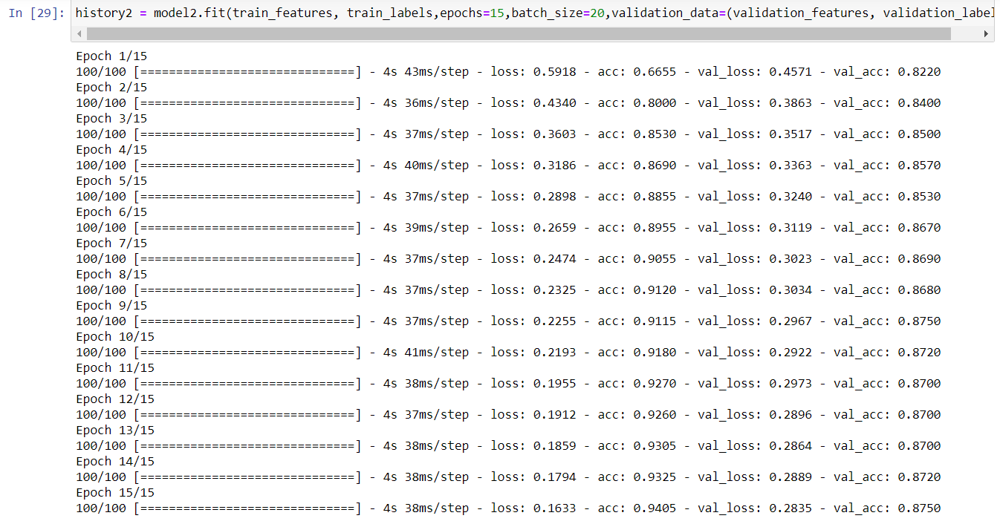 In [29]: history2 = model2.fit(train_features, train_labels,epochs=15,batch_size=20,validation_data=(validation_features, validation_label
Epoch 1/15
100/100 [==============================] - 4s 43ms/step - loss: 0.5918 - acc: 0.6655 - val_loss: 0.4571 - val_acc: 0.8220
Epoch 2/15
100/100 [==============================] - 4s 36ms/step - loss: 0.4340 - acc: 0.8000 - val_loss: 0.3863 - val_acc: 0.8400
Epoch 3/15
100/100 [==============================] - 4s 37ms/step - loss: 0.3603 - acc: 0.8530 - val_loss: 0.3517 - val_acc: 0.8500
Epoch 4/15
100/100 [==============================] - 4s 40ms/step - loss: 0.3186 - acc: 0.8690 - val_loss: 0.3363 - val_acc: 0.8570
Epoch 5/15
100/100 [==============================] - 4s 37ms/step - loss: 0.2898 - acc: 0.8855 - val_loss: 0.3240 - val_acc: 0.8530
Epoch 6/15
100/100 [==============================] - 4s 39ms/step - loss: 0.2659 - acc: 0.8955 - val_loss: 0.3119 - val_acc: 0.8670
Epoch 7/15
100/100 [==============================] - 4s 37ms/step - loss: 0.2474 - acc: 0.9055 - val_loss: 0.3023 - val_acc: 0.8690
Epoch 8/15
100/100 [==============================] - 4s 37ms/step - loss: 0.2325 - acc: 0.9120 - val_loss: 0.3034 - val_acc: 0.8680
Epoch 9/15
100/100 [==============================] - 4s 37ms/step - loss: 0.2255 - acc: 0.9115 - val_loss: 0.2967 - val_acc: 0.8750
Epoch 10/15
100/100 [==============================] - 4s 41ms/step - loss: 0.2193 - acc: 0.9180 - val_loss: 0.2922 - val_acc: 0.8720
Epoch 11/15
100/100 [==============================] - 4s 38ms/step - loss: 0.1955 - acc: 0.9270 - val_loss: 0.2973 - val_acc: 0.8700
Epoch 12/15
100/100 [==============================] - 4s 37ms/step - loss: 0.1912 - acc: 0.9260 - val_loss: 0.2896 - val_acc: 0.8700
Epoch 13/15
100/100 [==============================] - 4s 38ms/step - loss: 0.1859 - acc: 0.9305 - val_loss: 0.2864 - val_acc: 0.8700
Epoch 14/15
100/100 [==============================] - 4s 38ms/step - loss: 0.1794 - acc: 0.9325 - val_loss: 0.2889 - val_acc: 0.8720
Epoch 15/15
100/100 [==============================] - 4s 38ms/step - loss: 0.1633 - acc: 0.9405 - val_loss: 0.2835 - val_acc: 0.8750